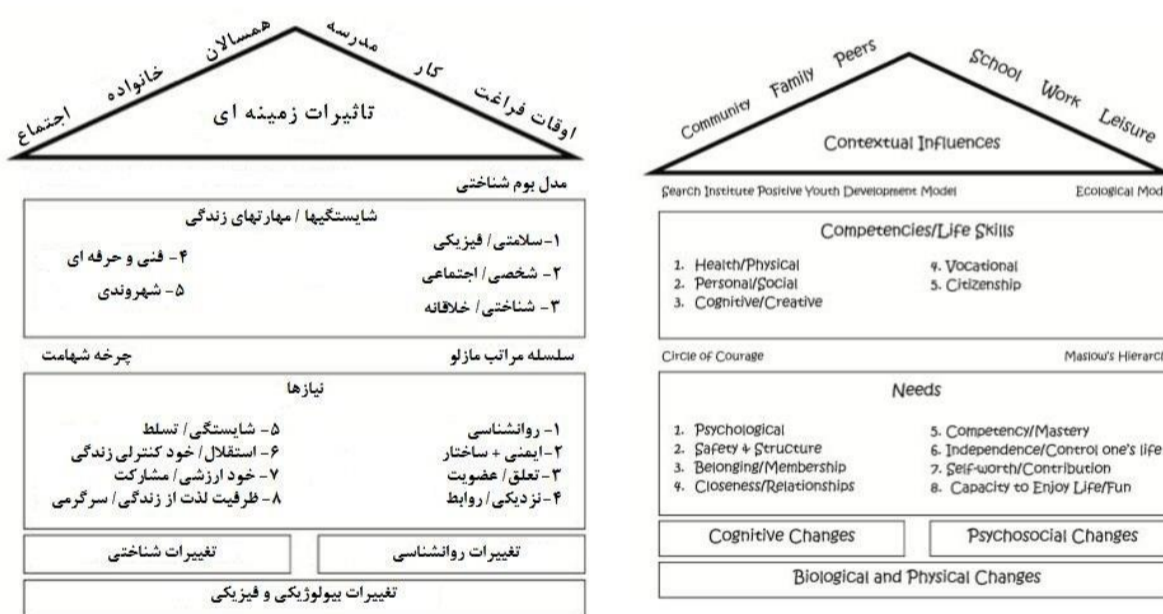 اجتماع خانواده همسالان
مدرسه کار اوقات فراغت
تاثیرات زمینه ای
مدل بوم شناختی
شایستگیها / مهارتهای زندگی
۱-سلامتی/ فیزیکی
۲- شخصی/ اجتماعی
۳- شناختی/ خلاقانه
۴- فنی و حرفه ای
۵- شهروندی
سلسله مراتب مازلو
چرخه شهامت
نیازها
۱- روانشناسی
۲-ایمنی + ساختار
۳-تعلق/ عضویت
۴-نزدیکی/ روابط
۵- شایستگی/ تسلط
۶- استقلال/ خود کنترلی زندگی
۷- خود ارزشی/ مشارکت
۸- ظرفیت لذت از زندگی/ سرگرمی
تغییرات روانشناسی
تغییرات شناختی
تغییرات بیولوژیکی و فیزیکی
Community Family Peers
School Work Leisure
Contextual Influences
Search Institute Positive Youth Development Model
Ecological Mod
Competencies/Life Skills
1. Health/Physical
2. Personal/Social
3. Cognitive/Creative
4. Vocational
5. Citizenship
Circle of Courage
Maslow's Hierarc
Needs
1. Psychological
2. Safety + Structure
3. Belonging/Membership
4. Closeness/Relationships
5. Competency/Mastery
6. Independence/Control one's life
7. Self-worth/Contribution
8. Capacity to Enjoy Life/Fun
Cognitive Changes
Psychosocial Changes
Biological and Physical Changes